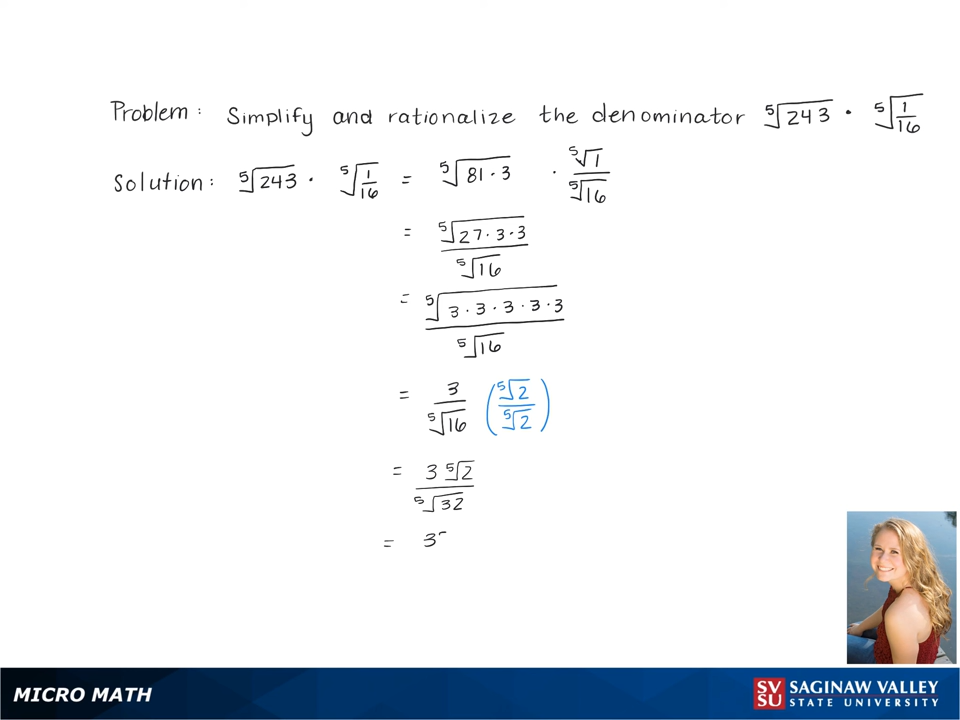 Problem: Simplify and rationalize the denominator ⁵√243 · ⁵√(1/16)
Solution: ⁵√243 · ⁵√(1/16) = ⁵√(81·3) · ⁵√1/⁵√16
= ⁵√(27·3·3)/⁵√16
= ⁵√(3·3·3·3·3)/⁵√16
= 3/⁵√16 (⁵√2/⁵√2)
= 3 ⁵√2/⁵√32
= 3
MICRO MATH
SVSU SAGINAW VALLEY
STATE UNIVERSITY